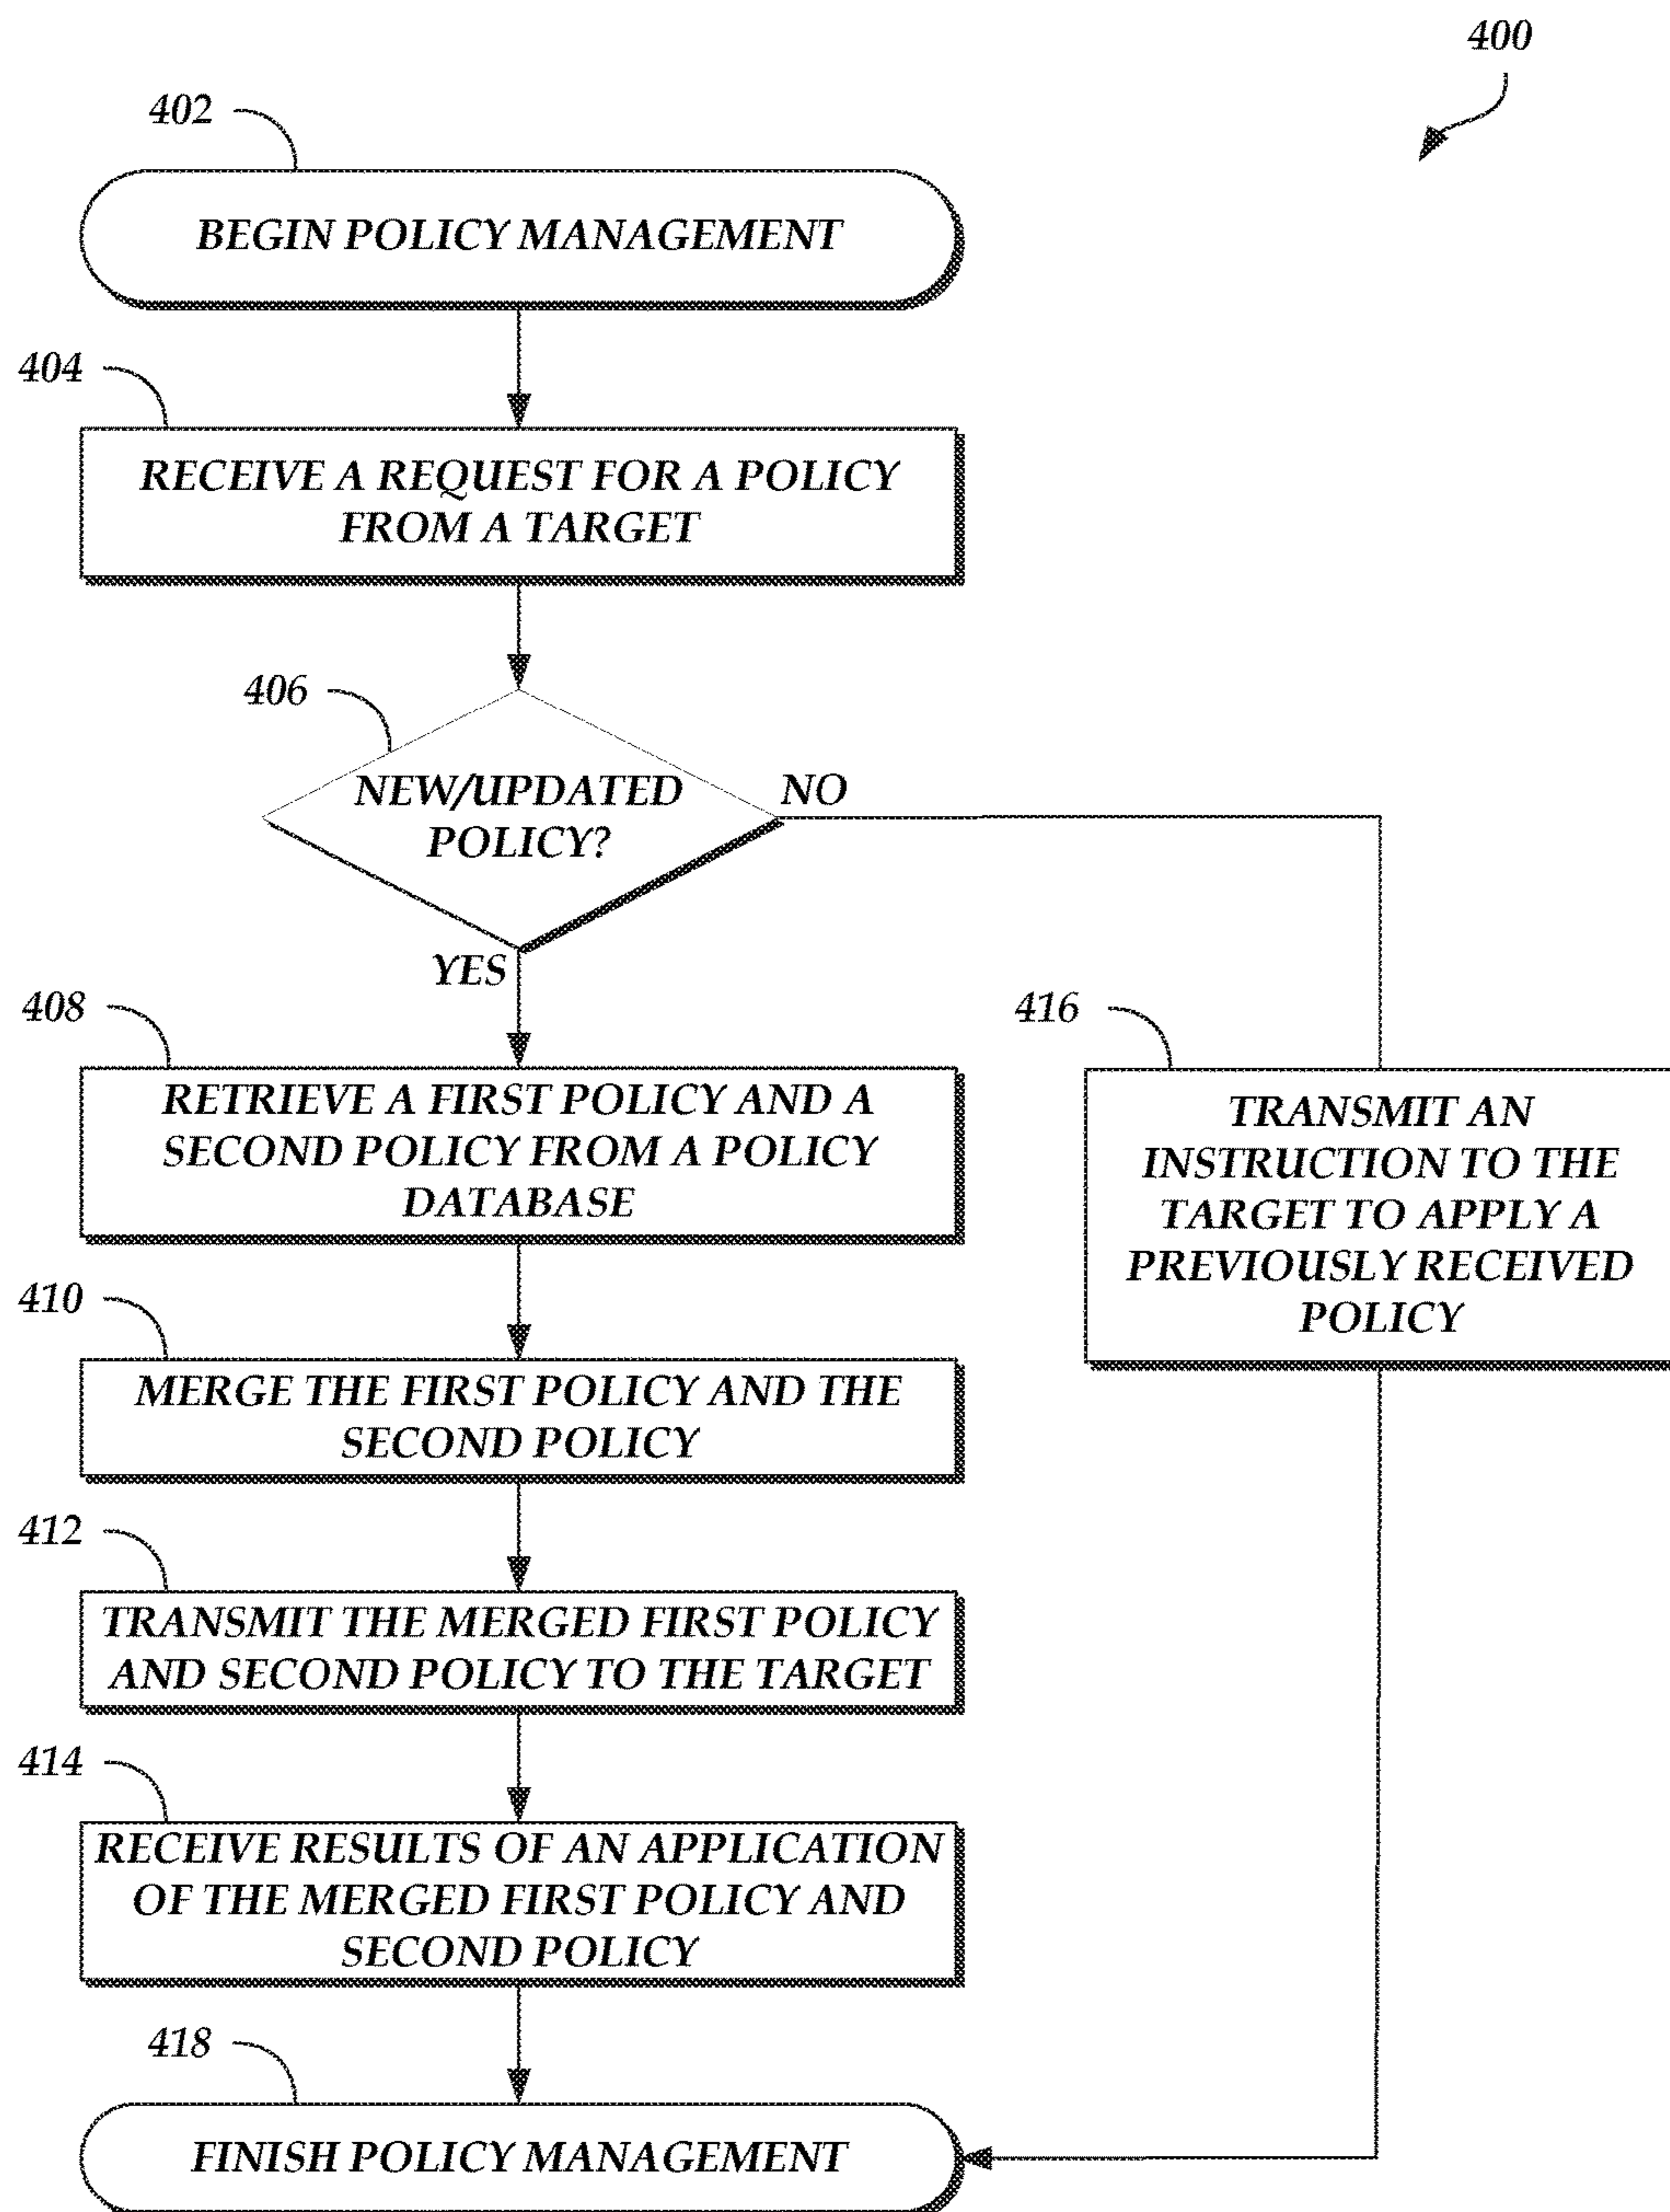 400
402
BEGIN POLICY MANAGEMENT
404
RECEIVE A REQUEST FOR A POLICY
FROM A TARGET
406
NEW/UPDATED
POLICY?
NO
YES
408
RETRIEVE A FIRST POLICY AND A
SECOND POLICY FROM A POLICY
DATABASE
416
TRANSMIT AN
INSTRUCTION TO THE
TARGET TO APPLY A
PREVIOUSLY RECEIVED
POLICY
410
MERGE THE FIRST POLICY AND THE
SECOND POLICY
412
TRANSMIT THE MERGED FIRST POLICY
AND SECOND POLICY TO THE TARGET
414
RECEIVE RESULTS OF AN APPLICATION
OF THE MERGED FIRST POLICY AND
SECOND POLICY
418
FINISH POLICY MANAGEMENT